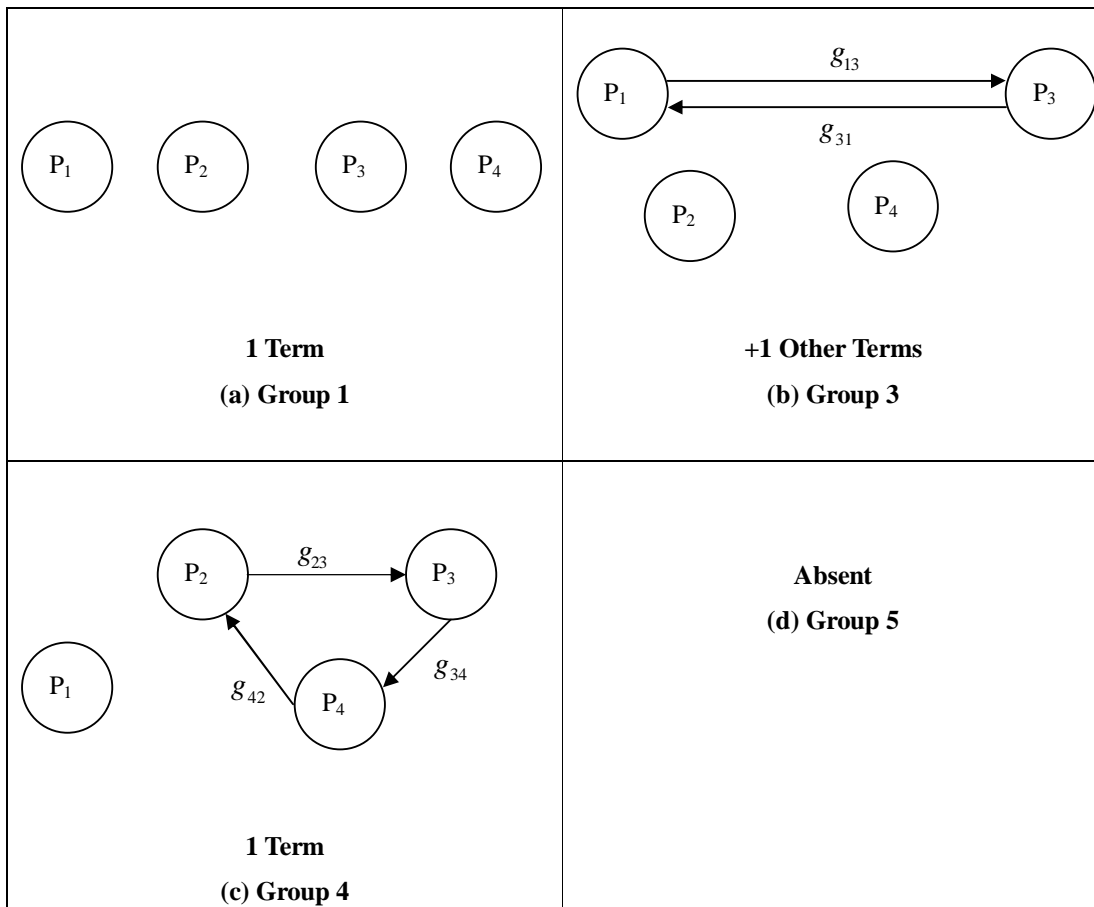 P₁ P₂ P₃ P₄
1 Term
(a) Group 1
g₁₃
P₁ P₃
g₃₁
P₂ P₄
+1 Other Terms
(b) Group 3
P₂ g₂₃ P₃
P₁ g₄₂ P₄ g₃₄
1 Term
(c) Group 4
Absent
(d) Group 5